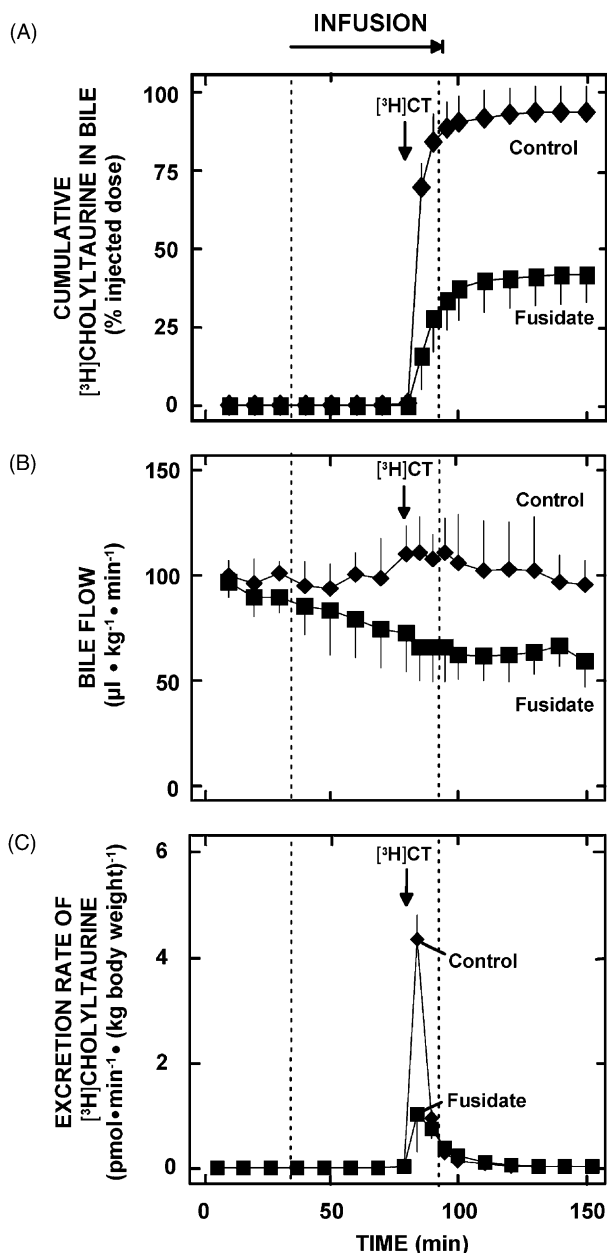 (A)
INFUSION
[³H]CT
Control
Fusidate
100
75
50
25
0
CUMULATIVE
[³H]CHOLYLTAURINE IN BILE
(% injected dose)
(B)
[³H]CT
Control
Fusidate
150
100
50
0
BILE FLOW
(µl • kg⁻¹ • min⁻¹)
(C)
[³H]CT
Control
Fusidate
6
4
2
0
EXCRETION RATE OF
[³H]CHOLYLTAURINE
(pmol•min⁻¹• (kg body weight)⁻¹)
0 50 100 150
TIME (min)